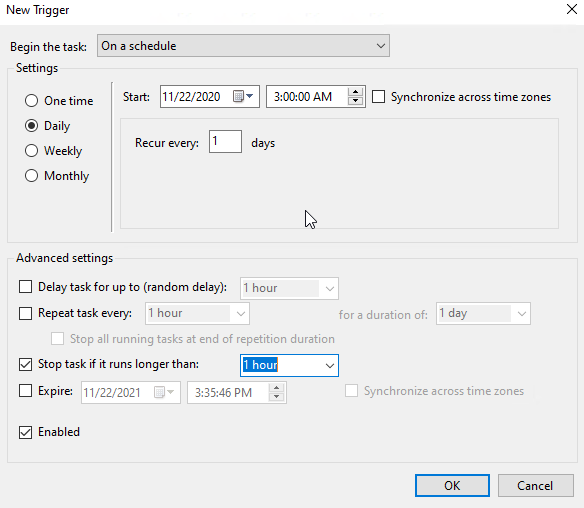 New Trigger
Begin the task: On a schedule
Settings
One time
Daily
Weekly
Monthly
Start: 11/22/2020 3:00:00 AM Synchronize across time zones
Recur every: 1 days
Advanced settings
Delay task for up to (random delay): 1 hour
Repeat task every: 1 hour for a duration of: 1 day
Stop all running tasks at end of repetition duration
Stop task if it runs longer than: 1 hour
Expire: 11/22/2021 3:35:46 PM Synchronize across time zones
Enabled
OK Cancel